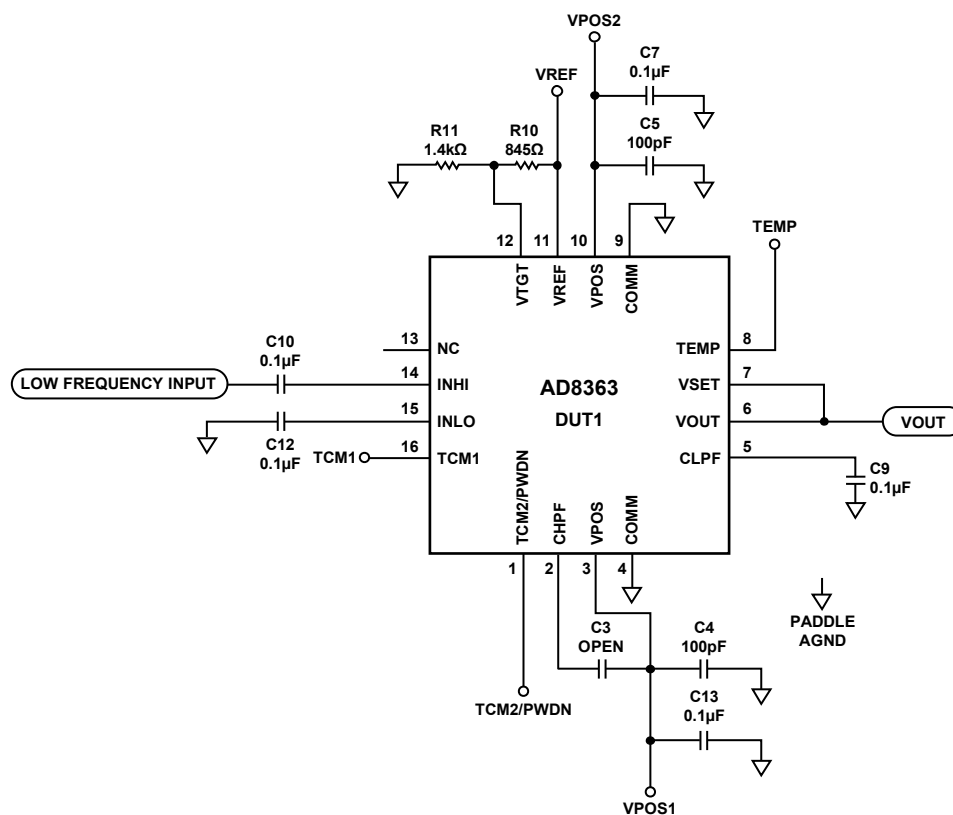 VPOS2
C7
0.1µF
VREF
C5
100pF
R11
1.4kΩ
R10
845Ω
TEMP
12
11
10
9
VTGT
VREF
VPOS
COMM
13
NC
TEMP
8
C10
0.1µF
LOW FREQUENCY INPUT
14
INHI
AD8363
DUT1
VSET
7
15
INLO
VOUT
6
VOUT
C12
0.1µF
TCM1
16
TCM1
CLPF
5
C9
0.1µF
TCM2/PWDN
CHPF
VPOS
COMM
1
2
3
4
PADDLE
AGND
C3
OPEN
C4
100pF
TCM2/PWDN
C13
0.1µF
VPOS1